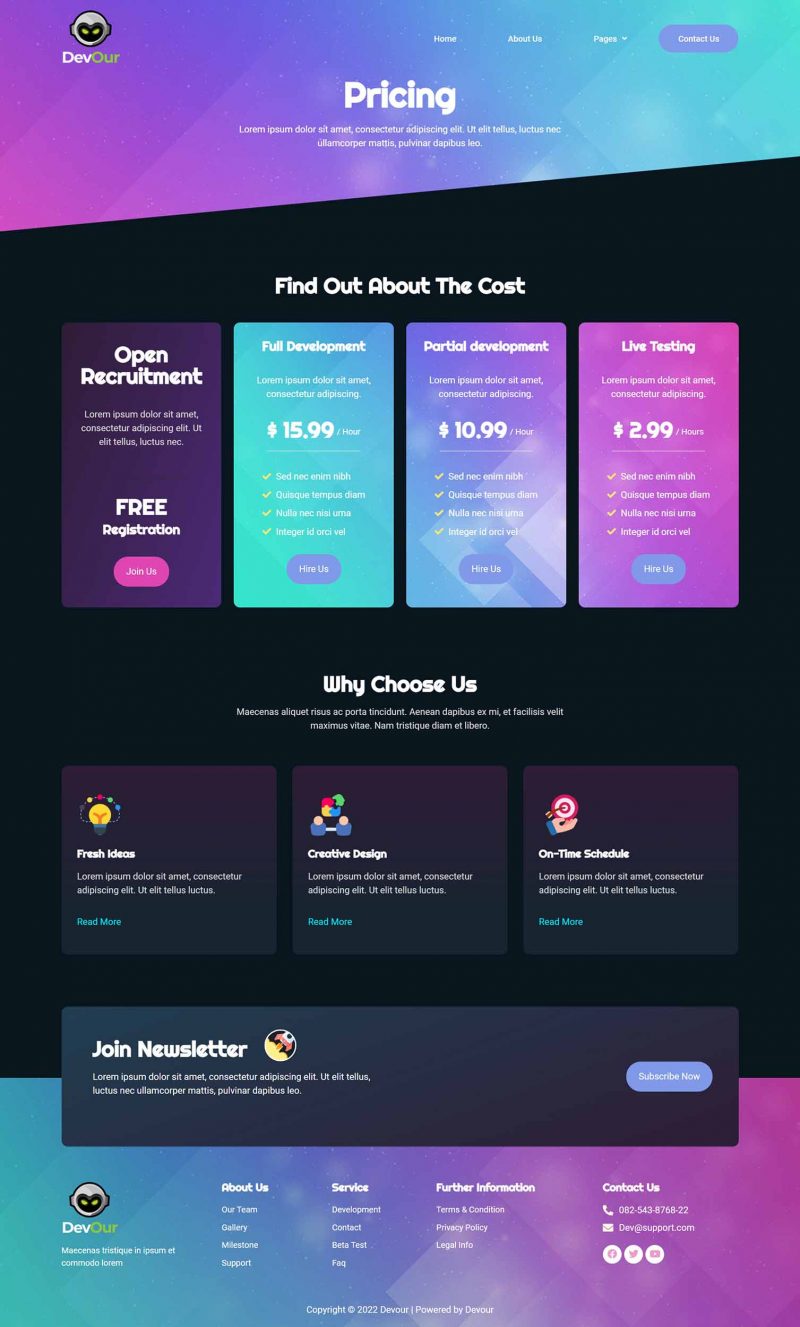 DevOur
Home
About Us
Pages
Contact Us
Pricing
Lorem ipsum dolor sit amet, consectetur adipiscing elit. Ut elit tellus, luctus nec
ullamcorper mattis, pulvinar dapibus leo.
Find Out About The Cost
Open
Recruitment
Lorem ipsum dolor sit amet,
consectetur adipiscing elit. Ut
elit tellus, luctus nec.
FREE
Registration
Join Us
Full Development
Lorem ipsum dolor sit amet,
consectetur adipiscing.
$ 15.99 / Hour
Sed nec enim nibh
Quisque tempus diam
Nulla nec nisi urna
Integer id orci vel
Hire Us
Partial development
Lorem ipsum dolor sit amet,
consectetur adipiscing.
$ 10.99 / Hour
Sed nec enim nibh
Quisque tempus diam
Nulla nec nisi urna
Integer id orci vel
Hire Us
Live Testing
Lorem ipsum dolor sit amet,
consectetur adipiscing.
$ 2.99 / Hours
Sed nec enim nibh
Quisque tempus diam
Nulla nec nisi urna
Integer id orci vel
Hire Us
Why Choose Us
Maecenas aliquet risus ac porta tincidunt. Aenean dapibus ex mi, et facilisis velit
maximus vitae. Nam tristique diam et libero.
Fresh Ideas
Lorem ipsum dolor sit amet, consectetur
adipiscing elit. Ut elit tellus luctus.
Read More
Creative Design
Lorem ipsum dolor sit amet, consectetur
adipiscing elit. Ut elit tellus luctus.
Read More
On-Time Schedule
Lorem ipsum dolor sit amet, consectetur
adipiscing elit. Ut elit tellus luctus.
Read More
Join Newsletter
Lorem ipsum dolor sit amet, consectetur adipiscing elit. Ut elit tellus,
luctus nec ullamcorper mattis, pulvinar dapibus leo.
Subscribe Now
DevOur
Maecenas tristique in ipsum et
commodo lorem
About Us
Our Team
Gallery
Milestone
Support
Service
Development
Contact
Beta Test
Faq
Further Information
Terms & Condition
Privacy Policy
Legal Info
Contact Us
082-543-8768-22
Dev@support.com
Copyright © 2022 Devour | Powered by Devour